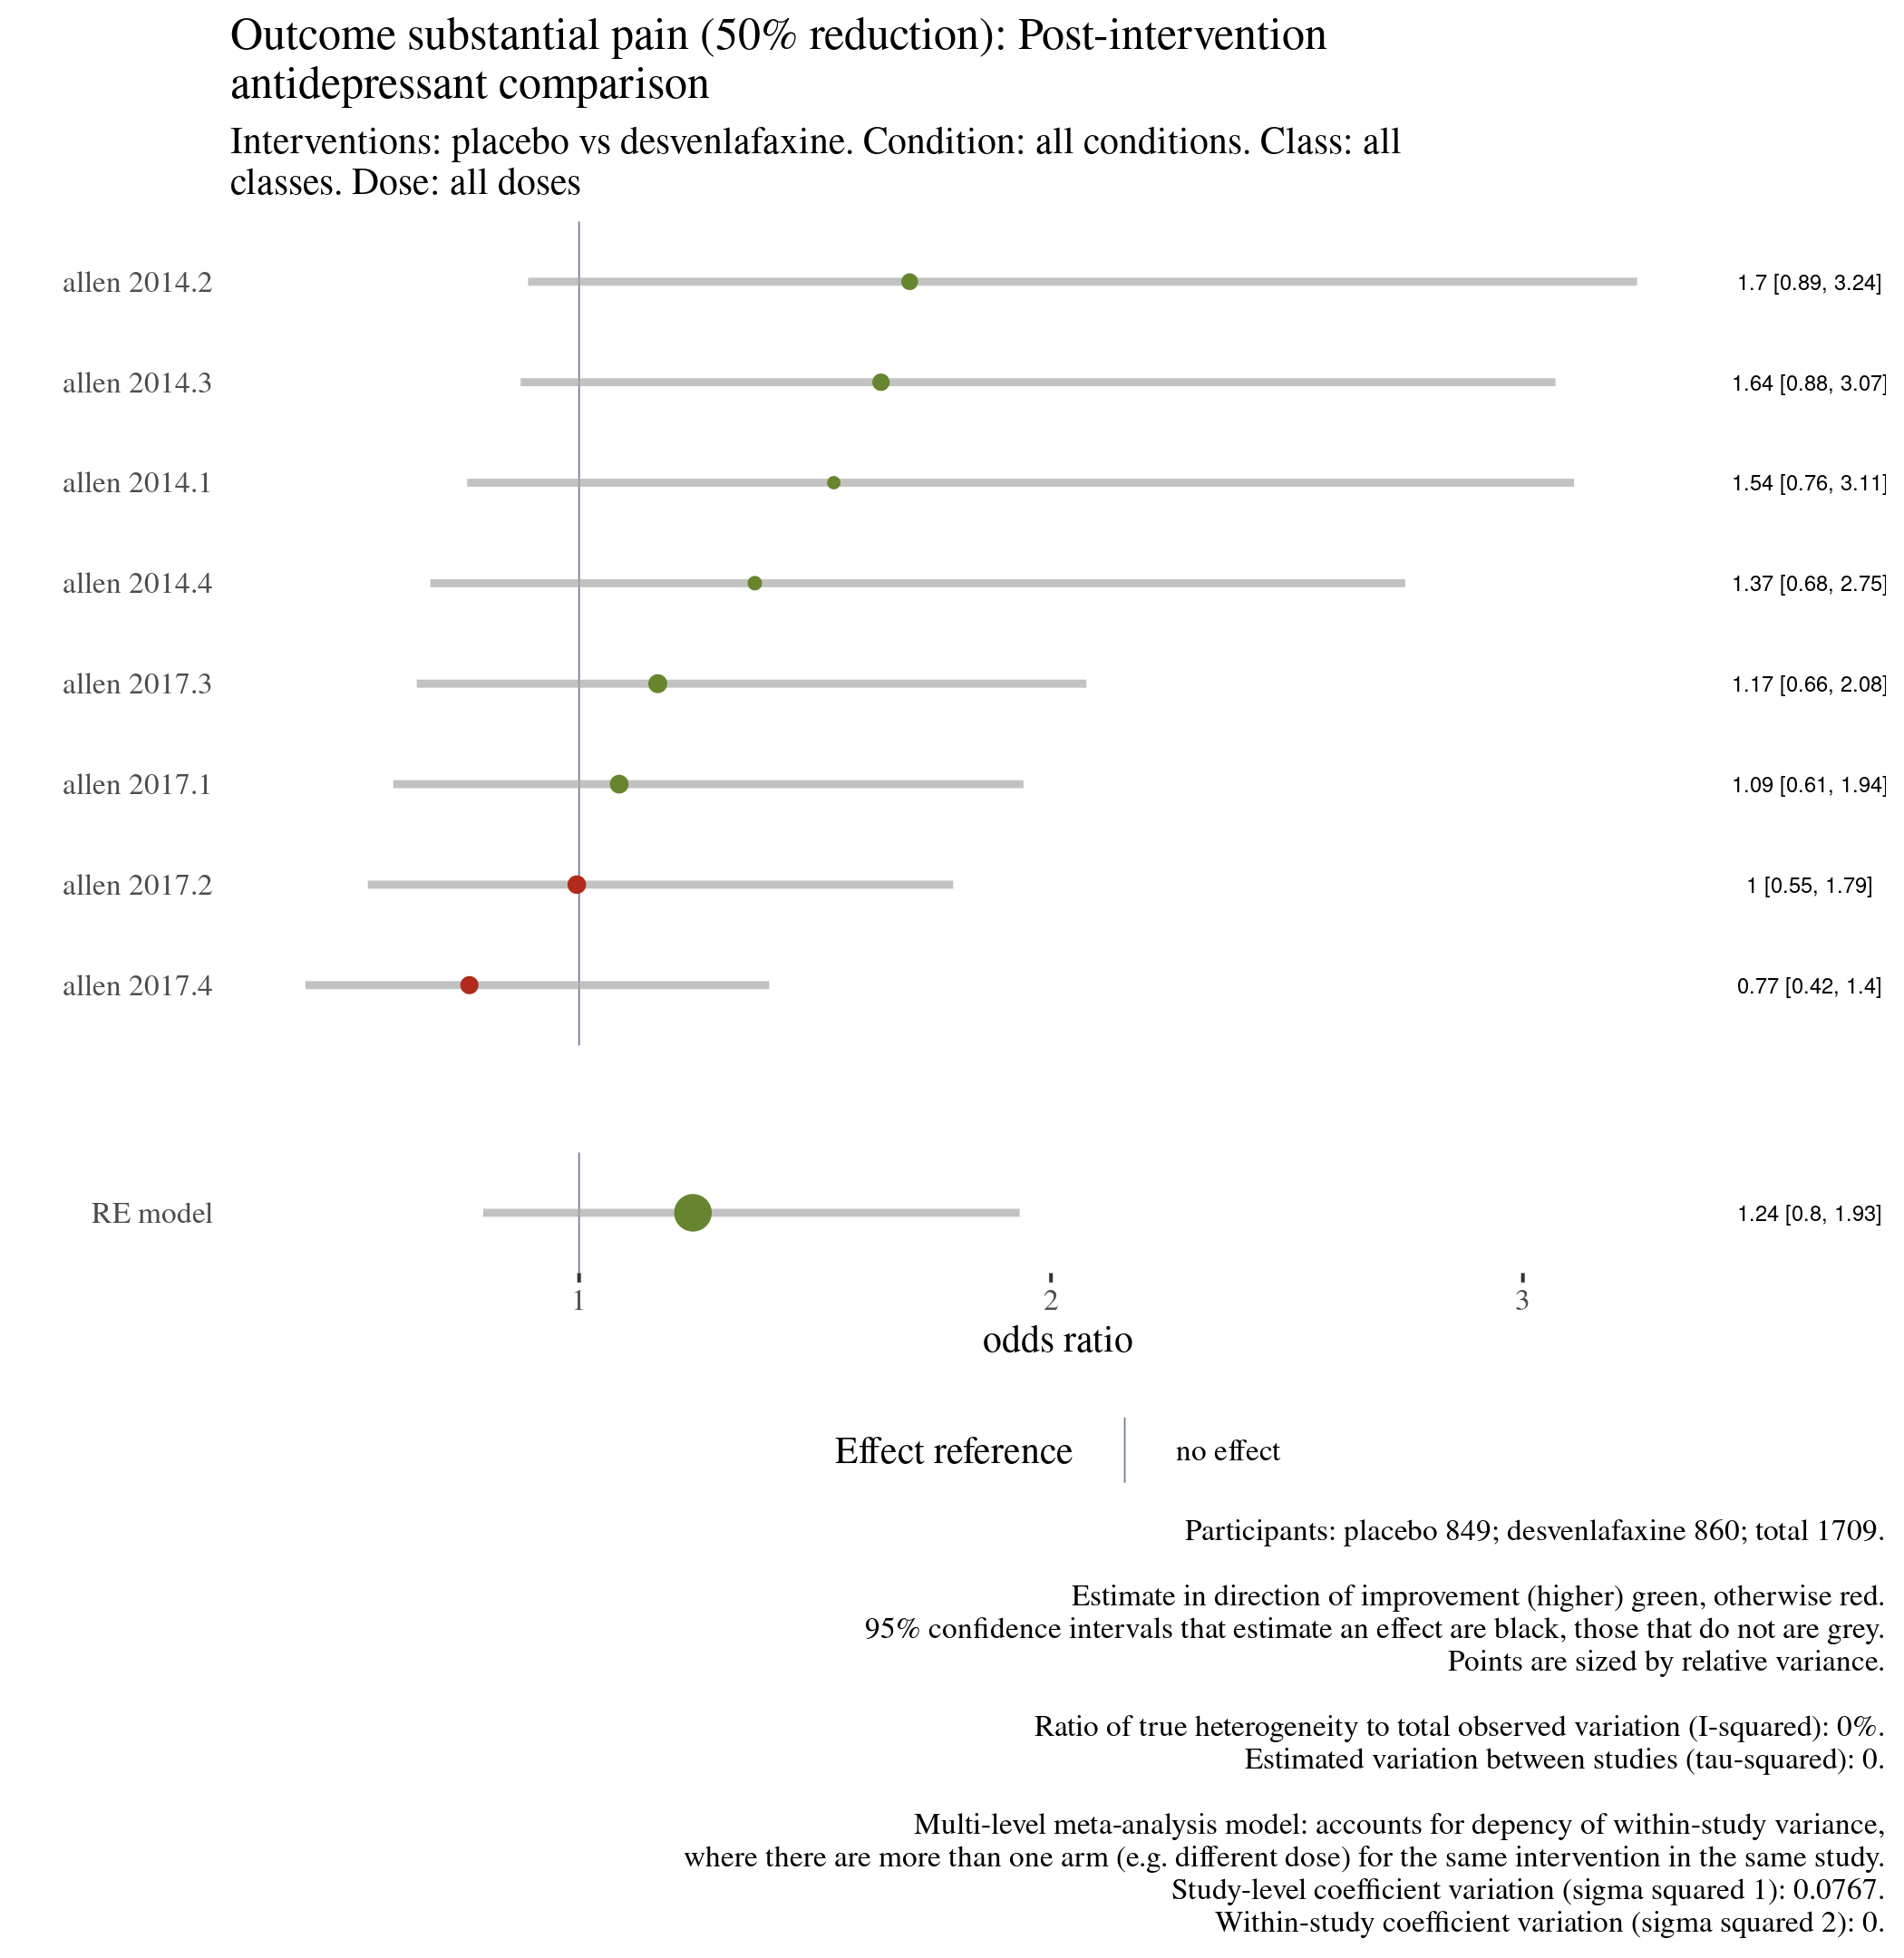 Outcome substantial pain (50% reduction): Post-intervention
antidepressant comparison
Interventions: placebo vs desvenlafaxine. Condition: all conditions. Class: all
classes. Dose: all doses
allen 2014.2 1.7 [0.89, 3.24]
allen 2014.3 1.64 [0.88, 3.07]
allen 2014.1 1.54 [0.76, 3.11]
allen 2014.4 1.37 [0.68, 2.75]
allen 2017.3 1.17 [0.66, 2.08]
allen 2017.1 1.09 [0.61, 1.94]
allen 2017.2 1 [0.55, 1.79]
allen 2017.4 0.77 [0.42, 1.4]
RE model 1.24 [0.8, 1.93]
1 2 3
odds ratio
Effect reference no effect
Participants: placebo 849; desvenlafaxine 860; total 1709.
Estimate in direction of improvement (higher) green, otherwise red.
95% confidence intervals that estimate an effect are black, those that do not are grey.
Points are sized by relative variance.
Ratio of true heterogeneity to total observed variation (I-squared): 0%.
Estimated variation between studies (tau-squared): 0.
Multi-level meta-analysis model: accounts for depency of within-study variance,
where there are more than one arm (e.g. different dose) for the same intervention in the same study.
Study-level coefficient variation (sigma squared 1): 0.0767.
Within-study coefficient variation (sigma squared 2): 0.